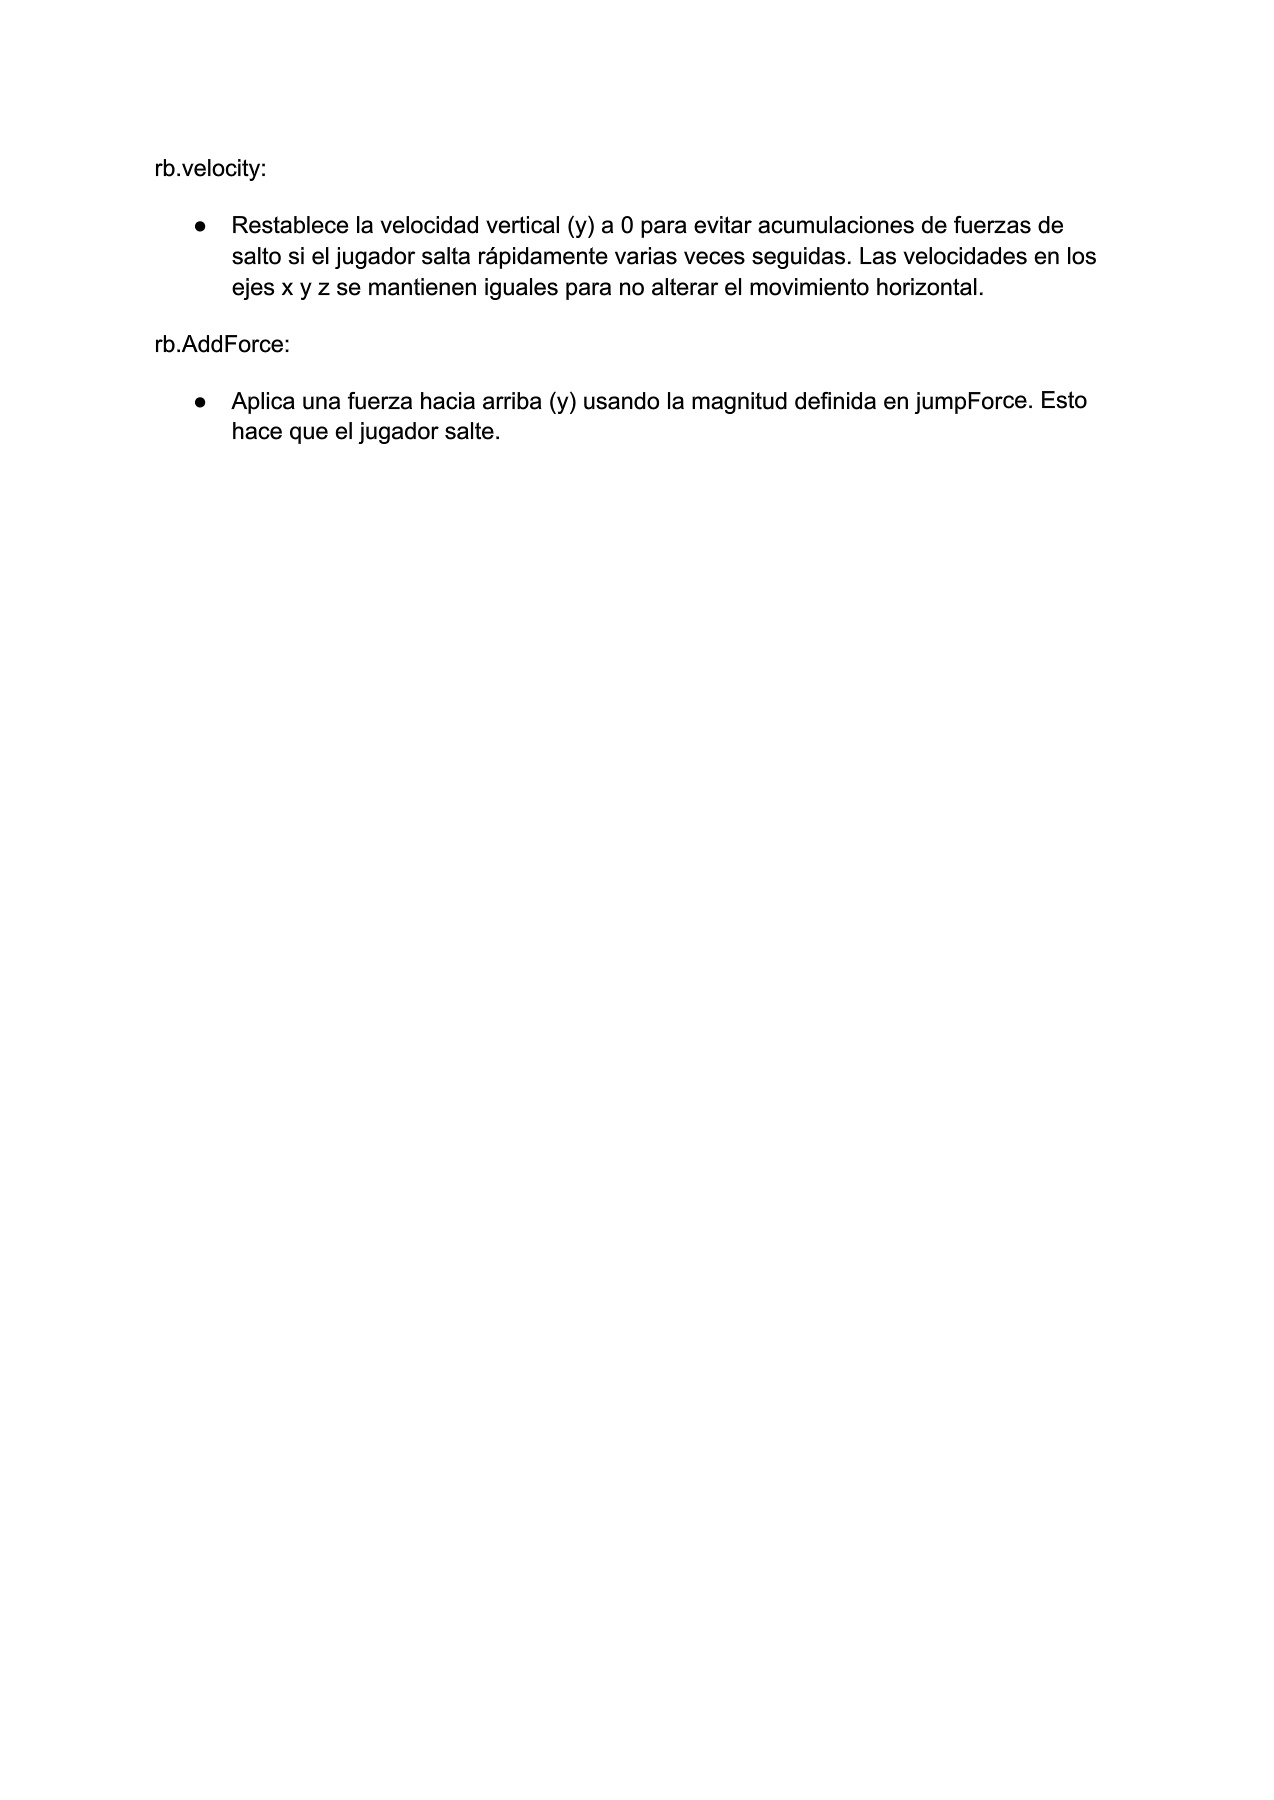 rb.velocity:
● Restablece la velocidad vertical (y) a 0 para evitar acumulaciones de fuerzas de
salto si el jugador salta rápidamente varias veces seguidas. Las velocidades en los
ejes x y z se mantienen iguales para no alterar el movimiento horizontal.
rb.AddForce:
● Aplica una fuerza hacia arriba (y) usando la magnitud definida en jumpForce. Esto
hace que el jugador salte.